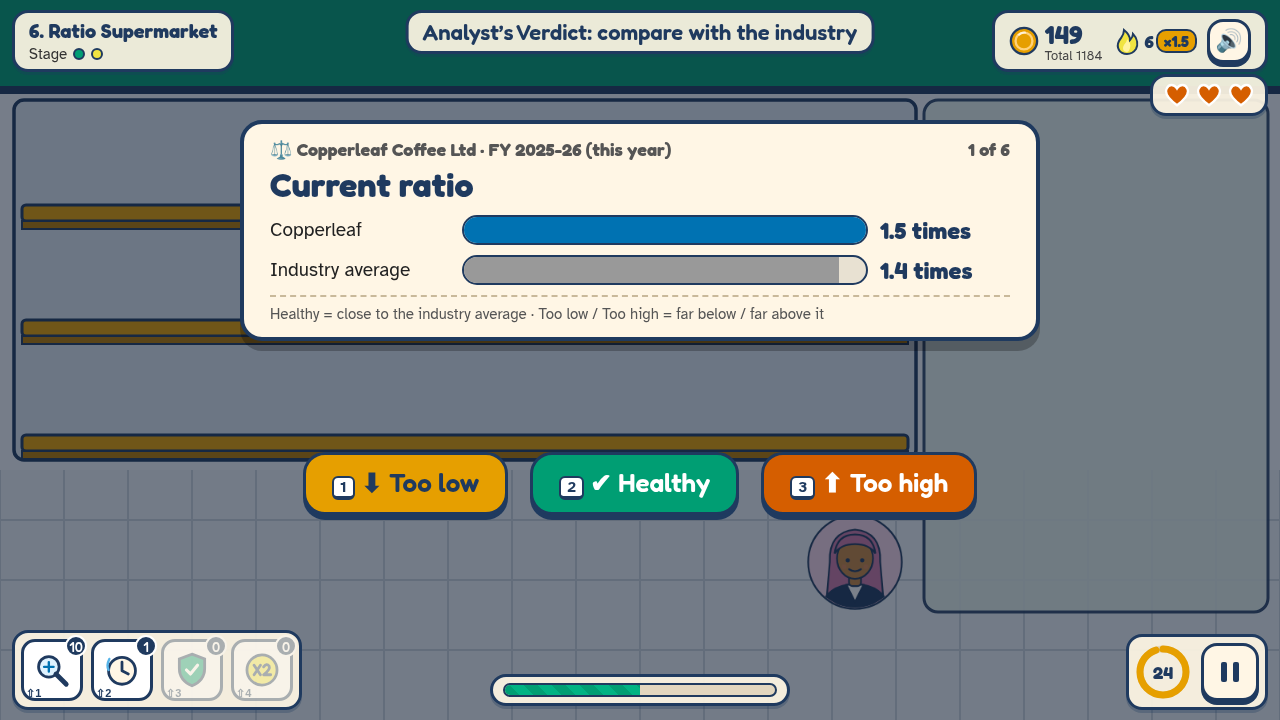 6. Ratio Supermarket
Stage
Analyst's Verdict: compare with the industry
149
Total 1184
6 ×1.5
⚖️ Copperleaf Coffee Ltd · FY 2025-26 (this year)
1 of 6
Current ratio
Copperleaf
1.5 times
Industry average
1.4 times
Healthy = close to the industry average · Too low / Too high = far below / far above it
1 ⬇ Too low
2 ✔ Healthy
3 ⬆ Too high
10
⇧1
1
⇧2
0
⇧3
X2
0
⇧4
24